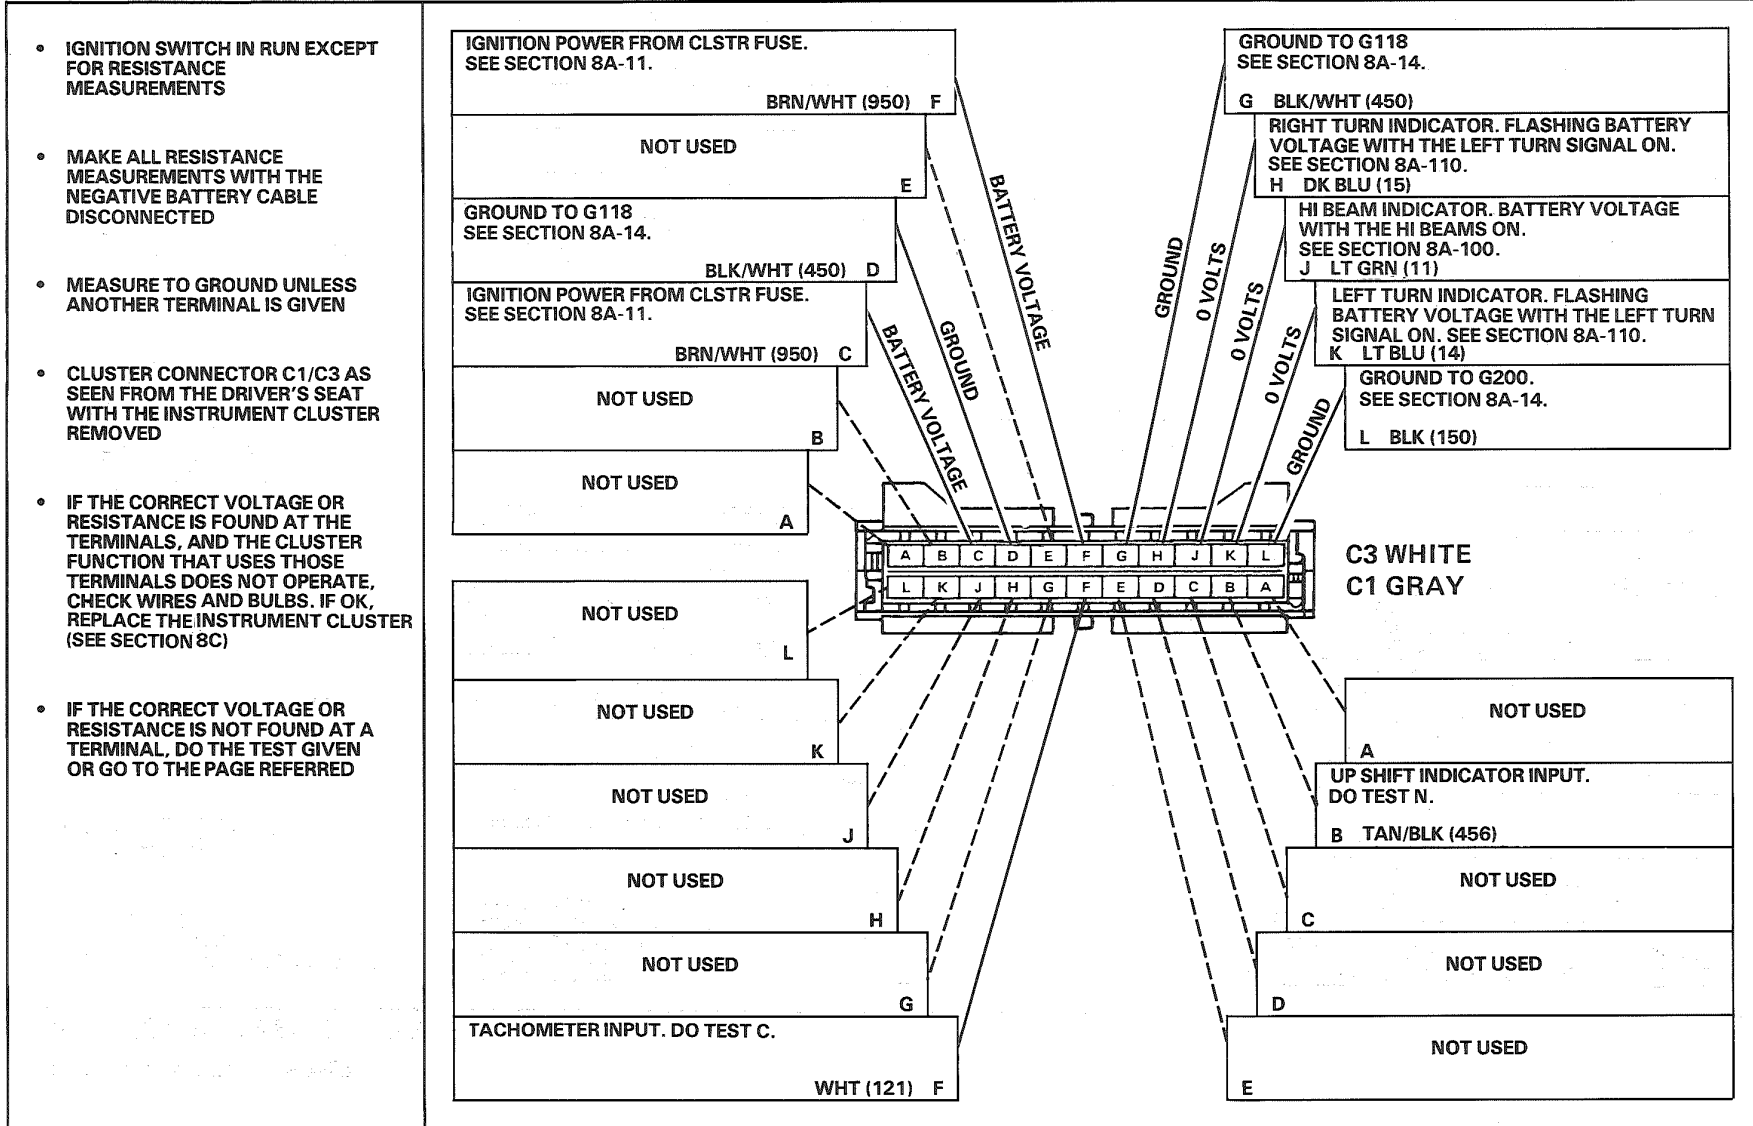 • IGNITION SWITCH IN RUN EXCEPT
FOR RESISTANCE
MEASUREMENTS
• MAKE ALL RESISTANCE
MEASUREMENTS WITH THE
NEGATIVE BATTERY CABLE
DISCONNECTED
• MEASURE TO GROUND UNLESS
ANOTHER TERMINAL IS GIVEN
• CLUSTER CONNECTOR C1/C3 AS
SEEN FROM THE DRIVER'S SEAT
WITH THE INSTRUMENT CLUSTER
REMOVED
• IF THE CORRECT VOLTAGE OR
RESISTANCE IS FOUND AT THE
TERMINALS, AND THE CLUSTER
FUNCTION THAT USES THOSE
TERMINALS DOES NOT OPERATE,
CHECK WIRES AND BULBS. IF OK,
REPLACE THE INSTRUMENT CLUSTER
(SEE SECTION 8C)
• IF THE CORRECT VOLTAGE OR
RESISTANCE IS NOT FOUND AT A
TERMINAL, DO THE TEST GIVEN
OR GO TO THE PAGE REFERRED
IGNITION POWER FROM CLSTR FUSE.
SEE SECTION 8A-11.
BRN/WHT (950) F
NOT USED
E
GROUND TO G118
SEE SECTION 8A-14.
BLK/WHT (450) D
IGNITION POWER FROM CLSTR FUSE.
SEE SECTION 8A-11.
BRN/WHT (950) C
NOT USED
B
NOT USED
A
BATTERY VOLTAGE
GROUND
BATTERY VOLTAGE
GROUND
0 VOLTS
0 VOLTS
0 VOLTS
GROUND
GROUND TO G118
SEE SECTION 8A-14.
G BLK/WHT (450)
RIGHT TURN INDICATOR. FLASHING BATTERY
VOLTAGE WITH THE LEFT TURN SIGNAL ON.
SEE SECTION 8A-110.
H DK BLU (15)
HI BEAM INDICATOR. BATTERY VOLTAGE
WITH THE HI BEAMS ON.
SEE SECTION 8A-100.
J LT GRN (11)
LEFT TURN INDICATOR. FLASHING
BATTERY VOLTAGE WITH THE LEFT TURN
SIGNAL ON. SEE SECTION 8A-110.
K LT BLU (14)
GROUND TO G200.
SEE SECTION 8A-14.
L BLK (150)
A B C D E F G H J K L
L K J H G F E D C B A
C3 WHITE
C1 GRAY
NOT USED
L
NOT USED
K
NOT USED
J
NOT USED
H
NOT USED
G
TACHOMETER INPUT. DO TEST C.
WHT (121) F
NOT USED
A
UP SHIFT INDICATOR INPUT.
DO TEST N.
B TAN/BLK (456)
NOT USED
C
NOT USED
D
NOT USED
E